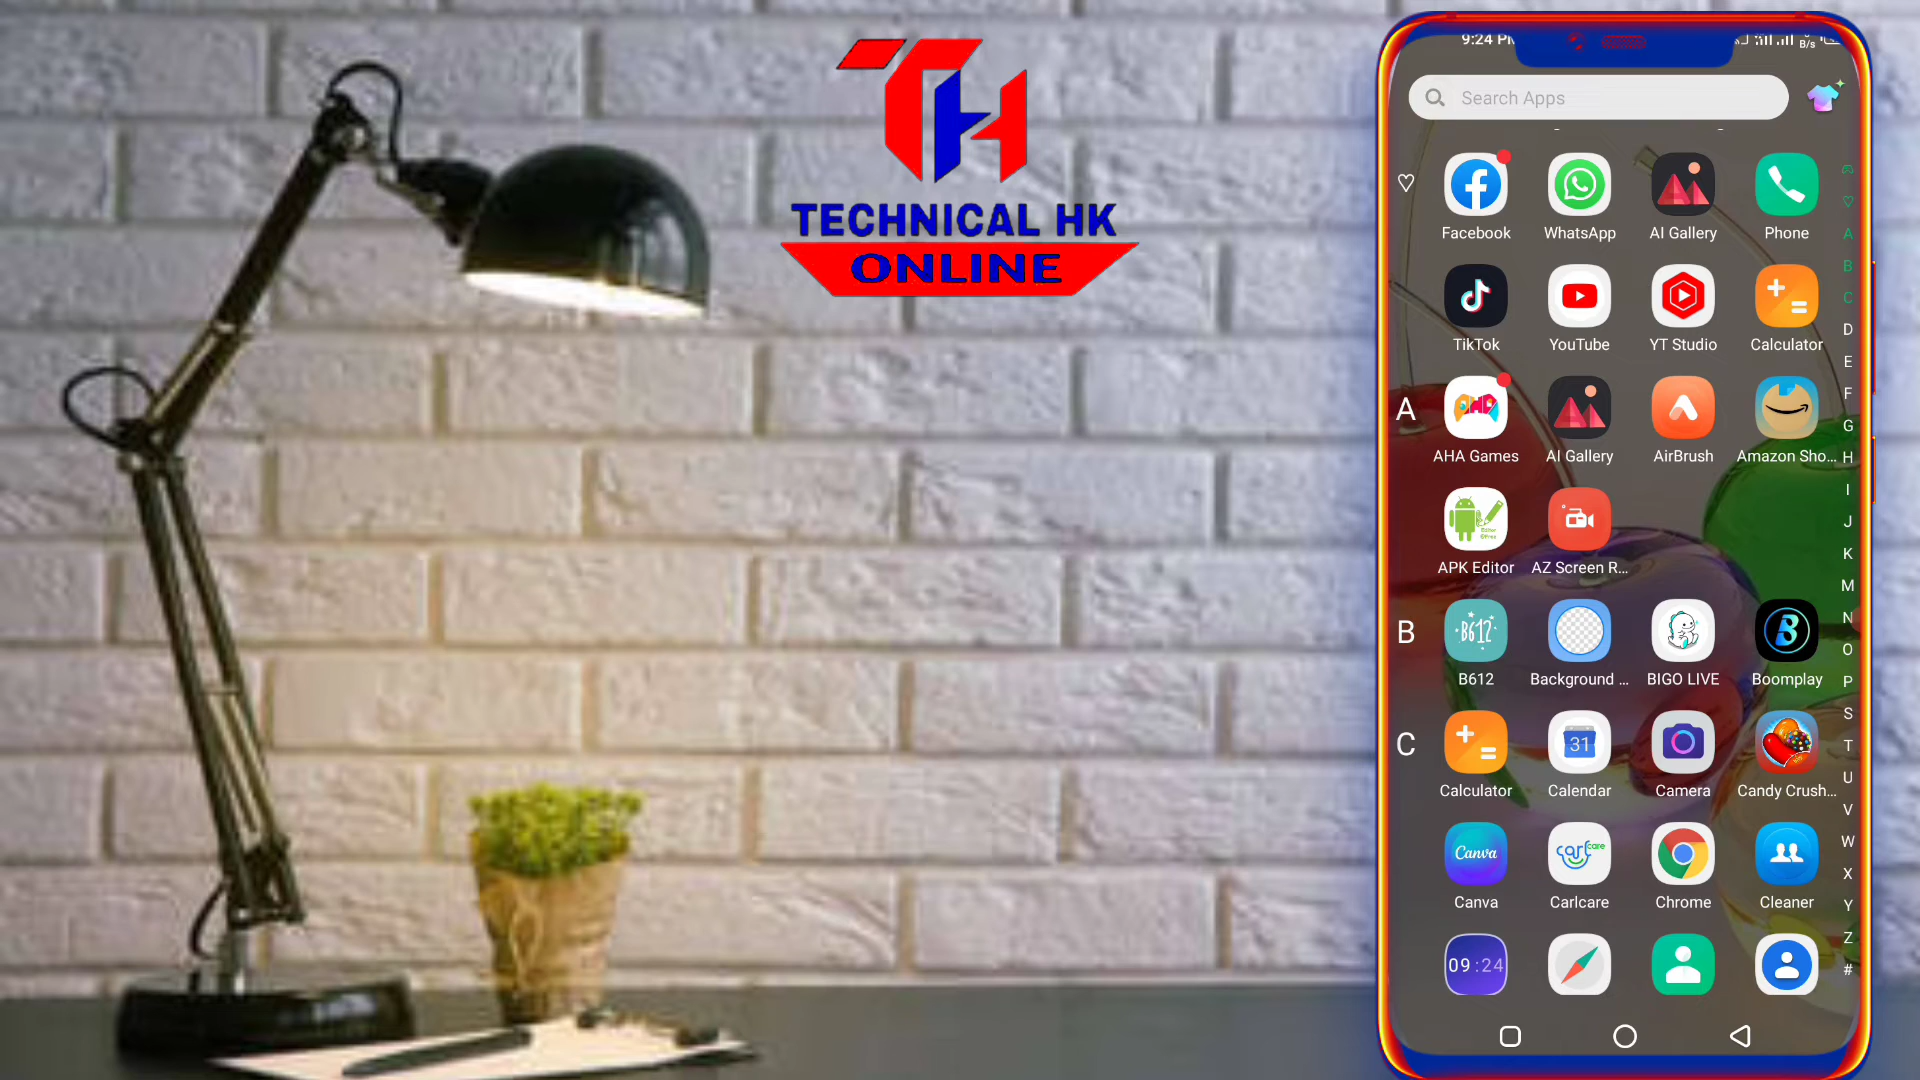 TECHNICAL HK
ONLINE
9:24
B/s
Search Apps
Facebook
WhatsApp
AI Gallery
Phone
TikTok
YouTube
YT Studio
Calculator
A
AHA Games
AI Gallery
AirBrush
Amazon Sho...
APK Editor
AZ Screen R...
B
B612
B612
Background ...
BIGO LIVE
Boomplay
C
31
Calculator
Calendar
Camera
Candy Crush...
Canva
carlcare
Canva
Carlcare
Chrome
Cleaner
09:24
A
B
C
D
E
F
G
H
I
J
K
M
N
O
P
S
T
U
V
W
X
Y
Z
#